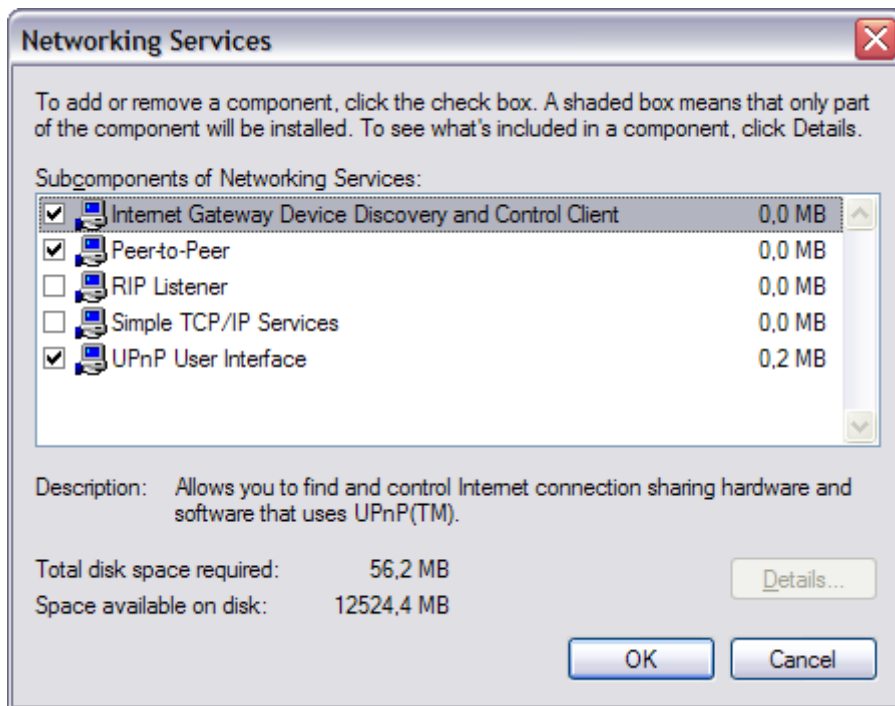 Networking Services
To add or remove a component, click the check box. A shaded box means that only part
of the component will be installed. To see what's included in a component, click Details.
Subcomponents of Networking Services:
Internet Gateway Device Discovery and Control Client 0,0 MB
Peer-to-Peer 0,0 MB
RIP Listener 0,0 MB
Simple TCP/IP Services 0,0 MB
UPnP User Interface 0,2 MB
Description: Allows you to find and control Internet connection sharing hardware and
software that uses UPnP(TM).
Total disk space required: 56,2 MB
Space available on disk: 12524,4 MB
Details...
OK Cancel